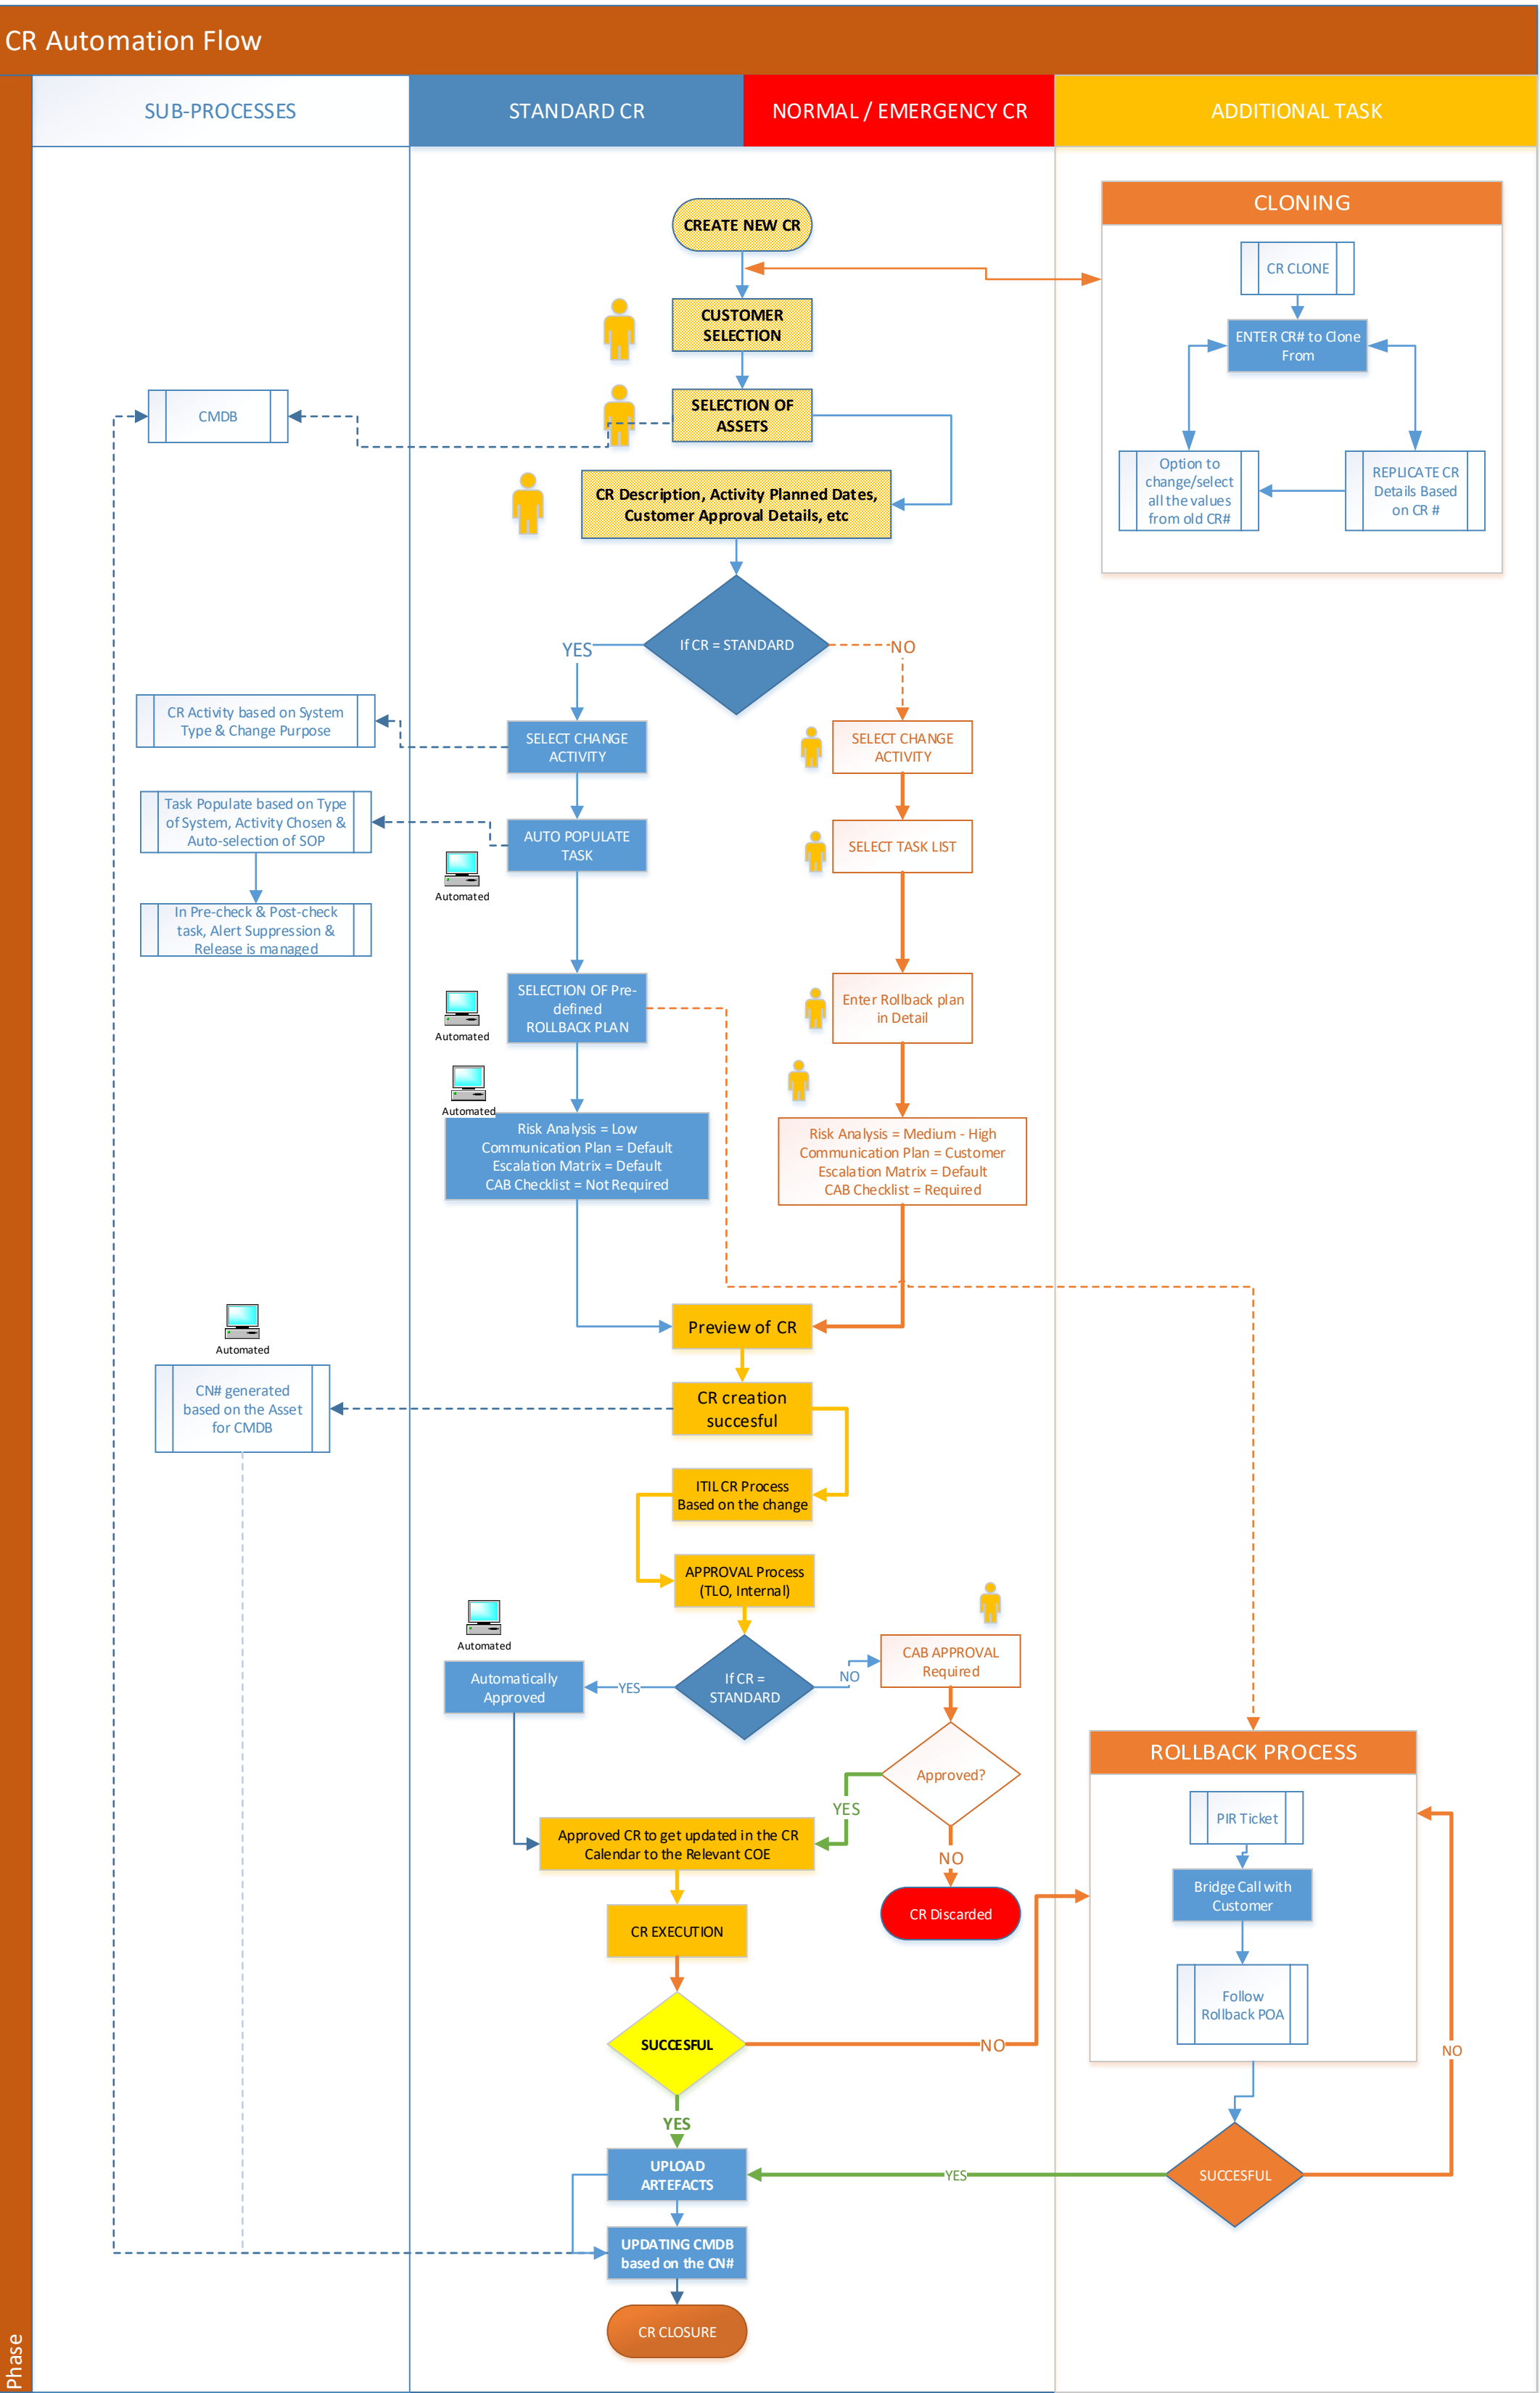 CR Automation Flow
SUB-PROCESSES
STANDARD CR
NORMAL / EMERGENCY CR
ADDITIONAL TASK
CREATE NEW CR
CLONING
CR CLONE
ENTER CR# to Clone
From
Option to
change/select
all the values
from old CR#
REPLICATE CR
Details Based
on CR #
CUSTOMER
SELECTION
CMDB
SELECTION OF
ASSETS
CR Description, Activity Planned Dates,
Customer Approval Details, etc
If CR = STANDARD
YES
NO
CR Activity based on System
Type & Change Purpose
SELECT CHANGE
ACTIVITY
SELECT CHANGE
ACTIVITY
Task Populate based on Type
of System, Activity Chosen &
Auto-selection of SOP
AUTO POPULATE
TASK
Automated
SELECT TASK LIST
In Pre-check & Post-check
task, Alert Suppression &
Release is managed
SELECTION OF Pre-
defined
ROLLBACK PLAN
Automated
Enter Rollback plan
in Detail
Automated
Risk Analysis = Low
Communication Plan = Default
Escalation Matrix = Default
CAB Checklist = Not Required
Risk Analysis = Medium - High
Communication Plan = Customer
Escalation Matrix = Default
CAB Checklist = Required
Preview of CR
Automated
CN# generated
based on the Asset
for CMDB
CR creation
succesful
ITIL CR Process
Based on the change
APPROVAL Process
(TLO, Internal)
Automated
Automatically
Approved
YES
If CR =
STANDARD
NO
CAB APPROVAL
Required
Approved?
YES
NO
CR Discarded
Approved CR to get updated in the CR
Calendar to the Relevant COE
CR EXECUTION
SUCCESFUL
NO
YES
ROLLBACK PROCESS
PIR Ticket
Bridge Call with
Customer
Follow
Rollback POA
NO
SUCCESFUL
YES
UPLOAD
ARTEFACTS
UPDATING CMDB
based on the CN#
CR CLOSURE
Phase